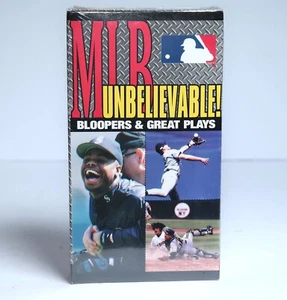 MLB
UNBELIEVABLE!
BLOOPERS & GREAT PLAYS